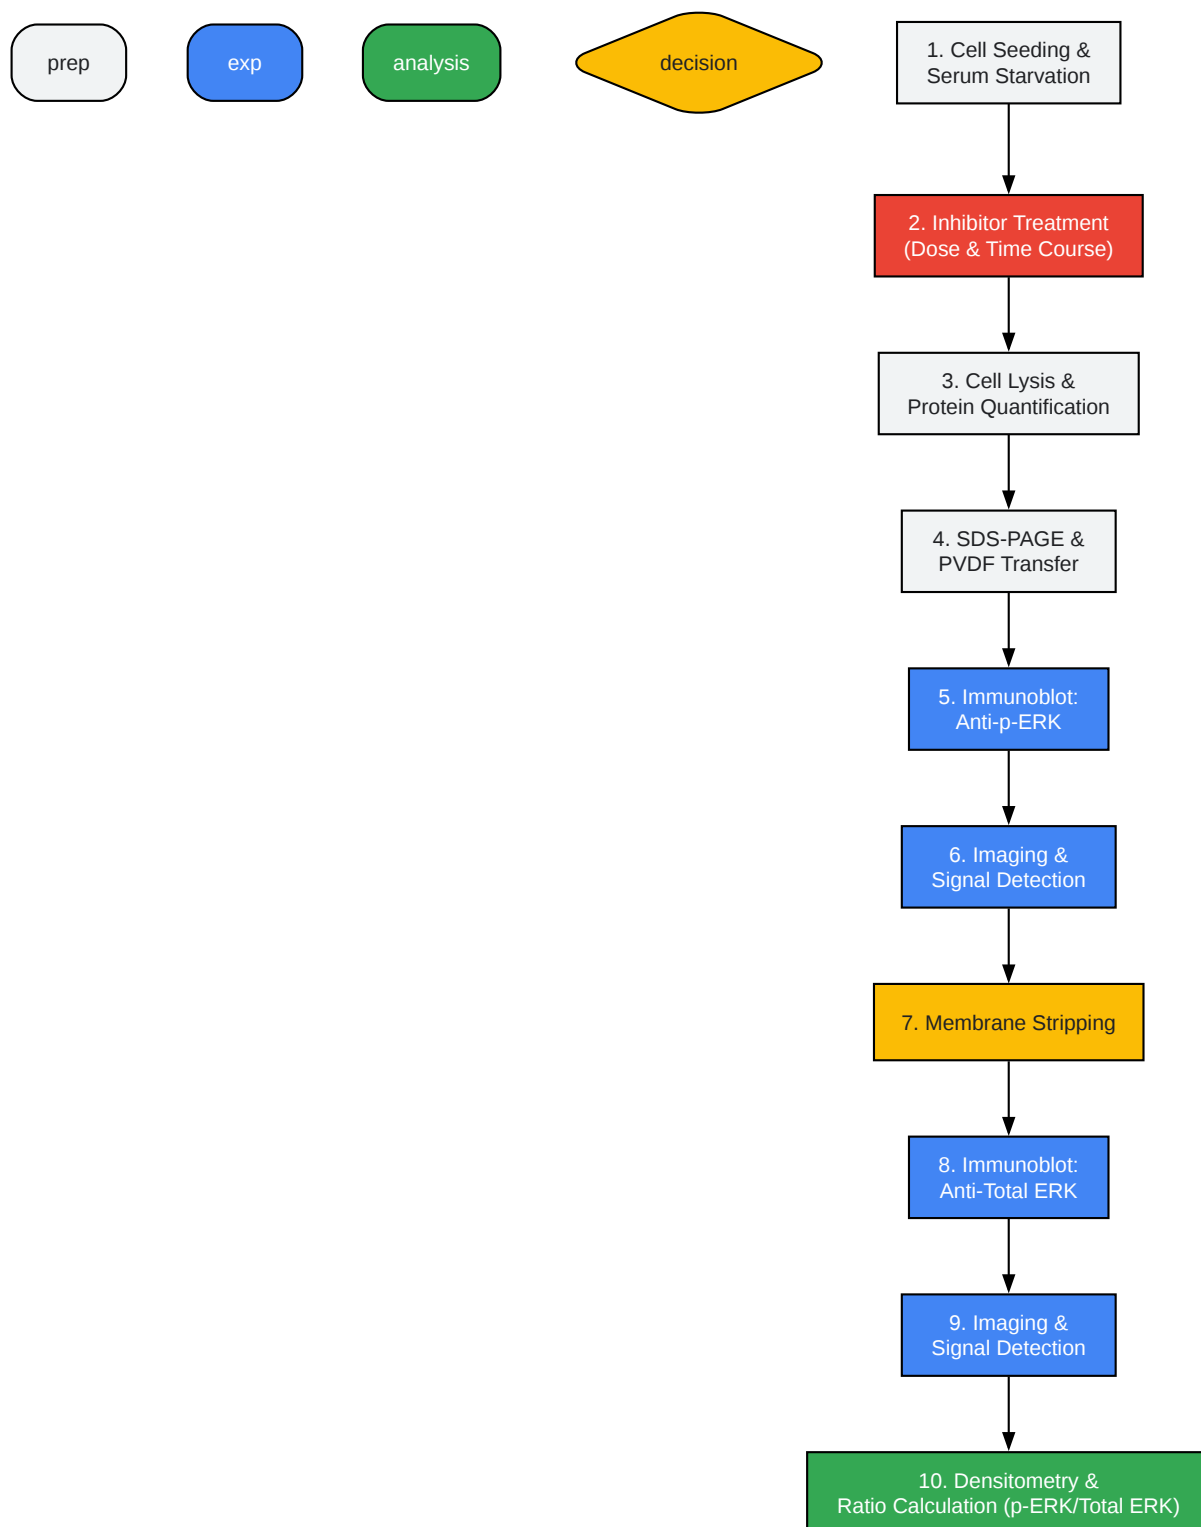 prep
exp
analysis
decision
1. Cell Seeding &
Serum Starvation
2. Inhibitor Treatment
(Dose & Time Course)
3. Cell Lysis &
Protein Quantification
4. SDS-PAGE &
PVDF Transfer
5. Immunoblot:
Anti-p-ERK
6. Imaging &
Signal Detection
7. Membrane Stripping
8. Immunoblot:
Anti-Total ERK
9. Imaging &
Signal Detection
10. Densitometry &
Ratio Calculation (p-ERK/Total ERK)